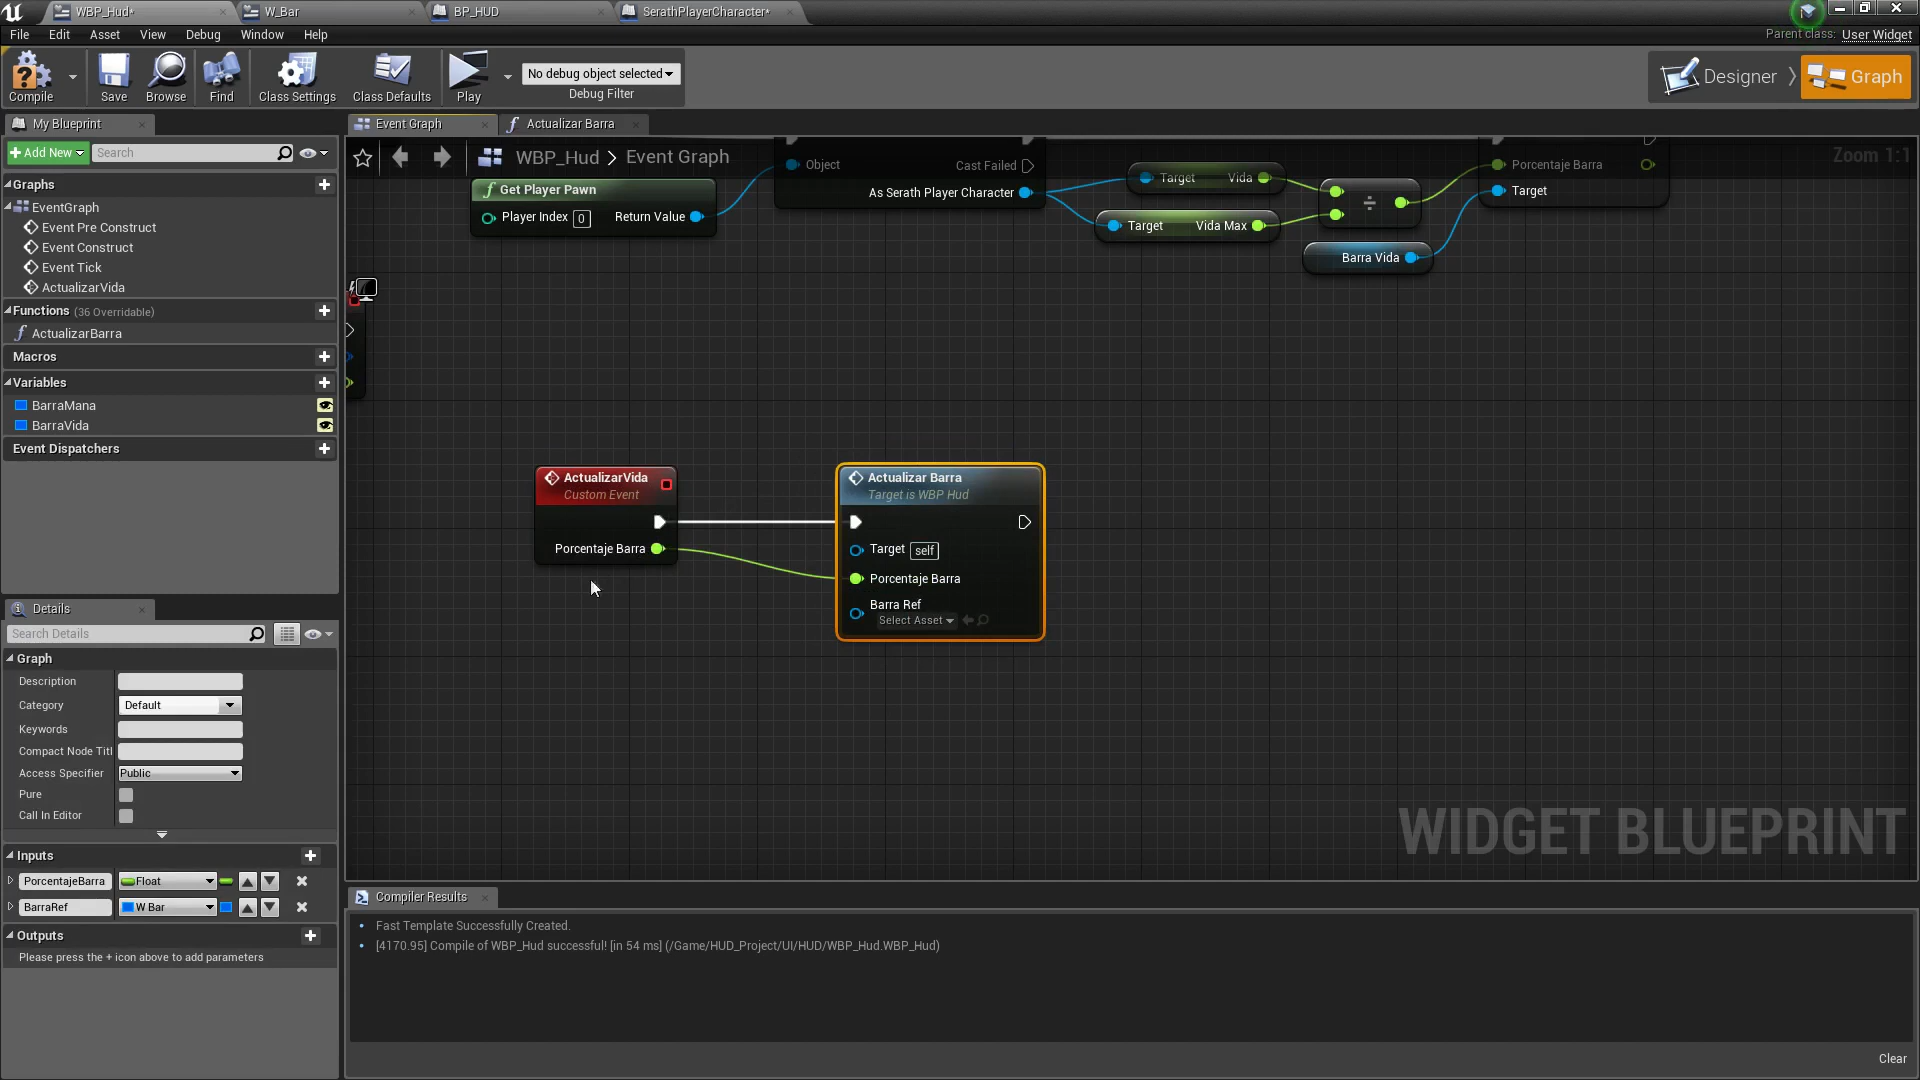 WBP_Hud*
W_Bar
BP_HUD
SerathPlayerCharacter*
File Edit Asset View Debug Window Help
Parent class: User Widget
Compile
Save
Browse
Find
Class Settings
Class Defaults
Play
No debug object selected
Debug Filter
Designer
Graph
My Blueprint
Add New
Search
Graphs
EventGraph
Event Pre Construct
Event Construct
Event Tick
ActualizarVida
Functions (36 Overridable)
ActualizarBarra
Macros
Variables
BarraMana
BarraVida
Event Dispatchers
Details
Search Details
Graph
Description
Category Default
Keywords
Compact Node Titl
Access Specifier Public
Pure
Call In Editor
Inputs
PorcentajeBarra Float
BarraRef W Bar
Outputs
Please press the + icon above to add parameters
Event Graph
Actualizar Barra
WBP_Hud > Event Graph
Zoom 1:1
Get Player Pawn
Player Index 0 Return Value
Object Cast Failed
As Serath Player Character
Target Vida
Target Vida Max
÷
Barra Vida
Porcentaje Barra
Target
ActualizarVida
Custom Event
Porcentaje Barra
Actualizar Barra
Target is WBP Hud
Target self
Porcentaje Barra
Barra Ref
Select Asset
WIDGET BLUEPRINT
Compiler Results
• Fast Template Successfully Created.
• [4170.95] Compile of WBP_Hud successful! [in 54 ms] (/Game/HUD_Project/UI/HUD/WBP_Hud.WBP_Hud)
Clear